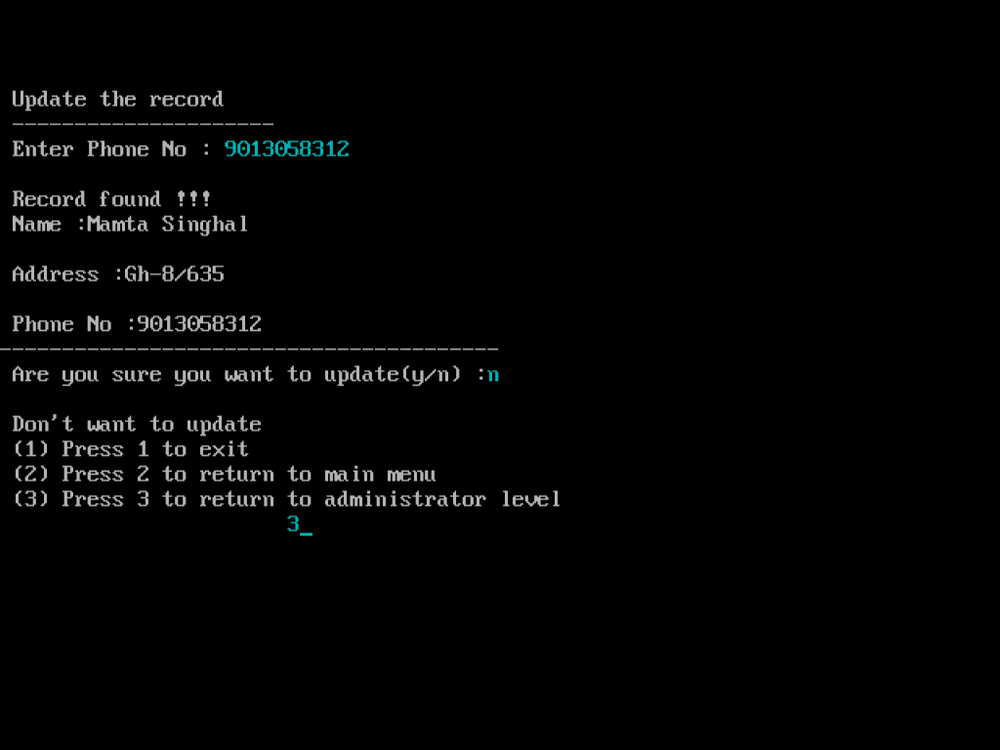 Update the record
---------------------
Enter Phone No : 9013058312
Record found !!!
Name :Mamta Singhal
Address :Gh-8/635
Phone No :9013058312
----------------------------------------
Are you sure you want to update(y/n) :n
Don't want to update
(1) Press 1 to exit
(2) Press 2 to return to main menu
(3) Press 3 to return to administrator level
3_